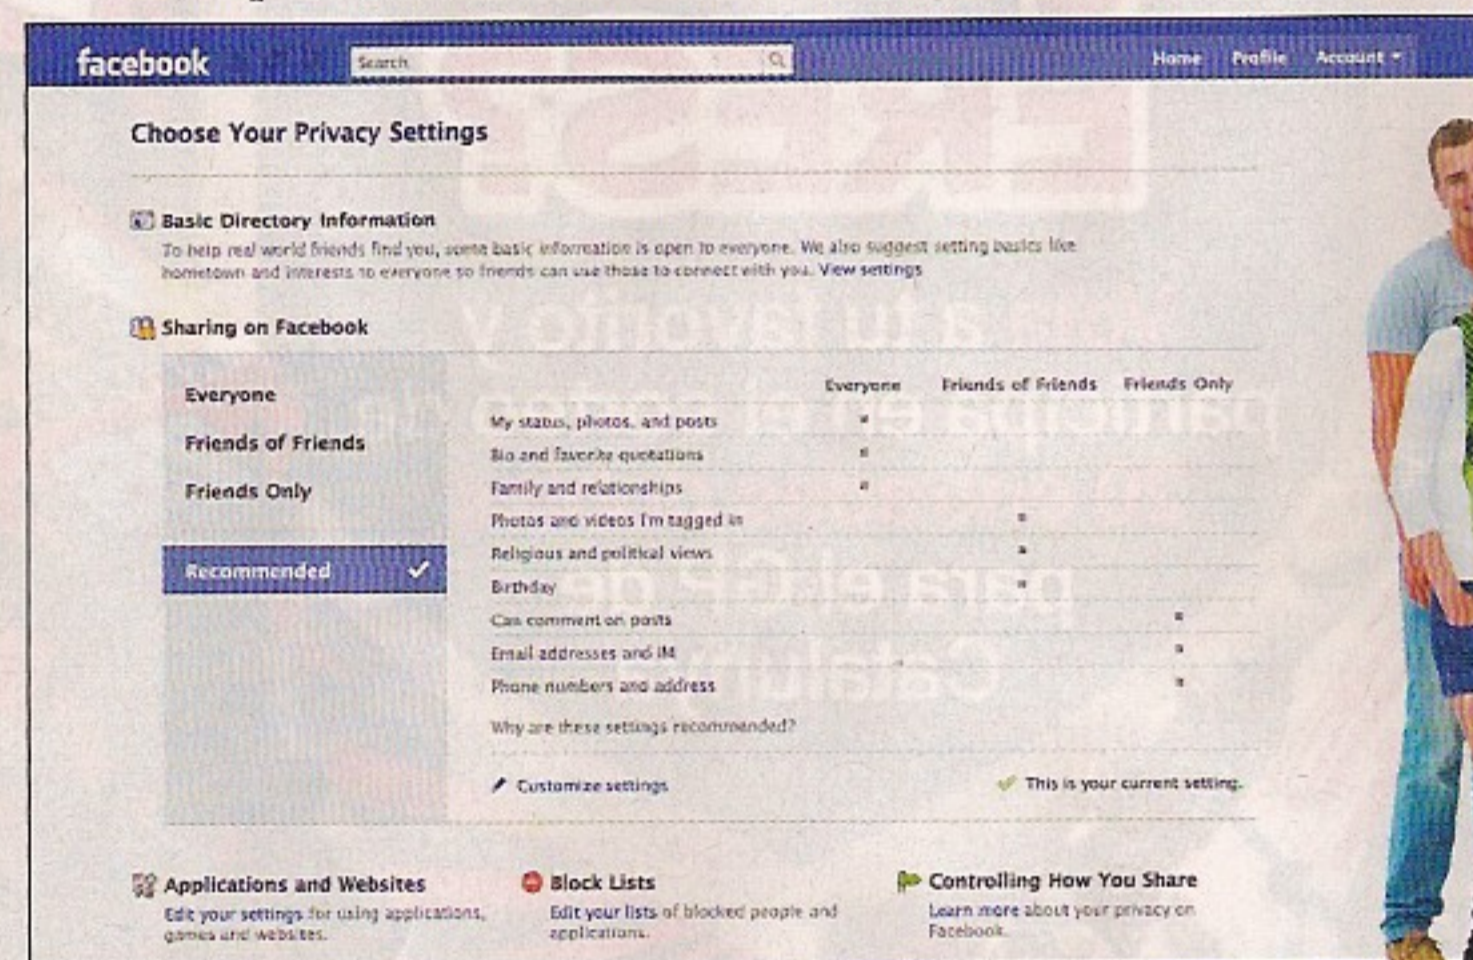 facebook
Search
Home Profile Account
Choose Your Privacy Settings
Basic Directory Information
To help real world friends find you, some basic information is open to everyone. We also suggest setting basics like
hometown and interests to everyone so friends can use those to connect with you. View settings
Sharing on Facebook
Everyone
Friends of Friends
Friends Only
Recommended
Everyone Friends of Friends Friends Only
My status, photos, and posts
Bio and favorite quotations
Family and relationships
Photos and videos I'm tagged in
Religious and political views
Birthday
Can comment on posts
Email addresses and IM
Phone numbers and address
Why are these settings recommended?
Customize settings
This is your current setting.
Applications and Websites
Edit your settings for using applications,
games and websites.
Block Lists
Edit your lists of blocked people and
applications.
Controlling How You Share
Learn more about your privacy on
Facebook.